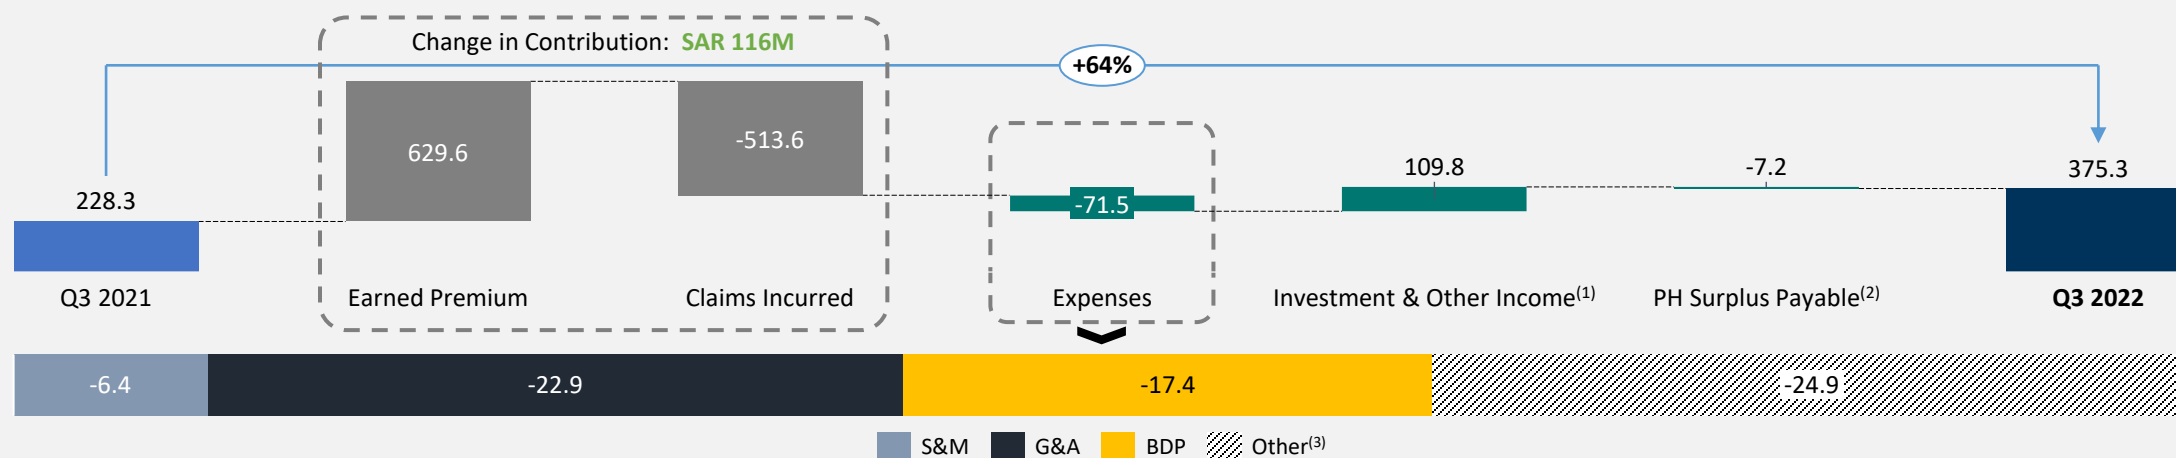 Change in Contribution: SAR 116M
+64%
228.3
629.6
-513.6
-71.5
109.8
-7.2
375.3
Q3 2021
Earned Premium
Claims Incurred
Expenses
Investment & Other Income(1)
PH Surplus Payable(2)
Q3 2022
-6.4
-22.9
-17.4
-24.9
S&M
G&A
BDP
Other(3)